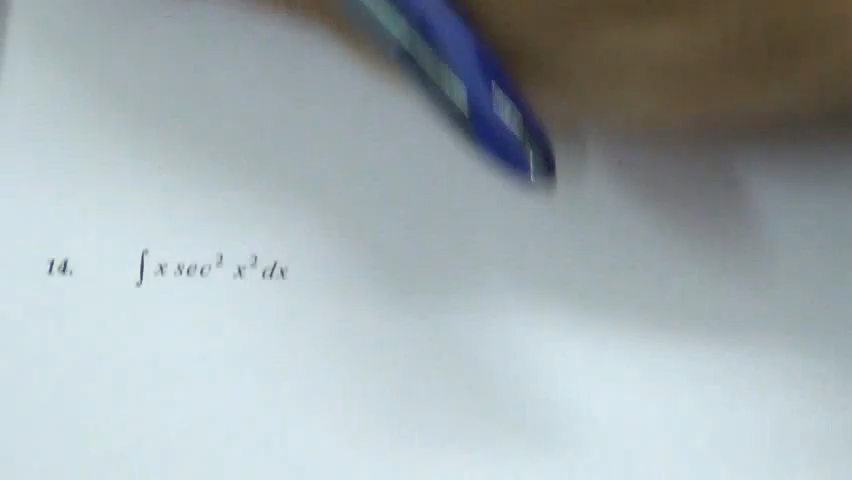 14. ∫ x sec² x² dx